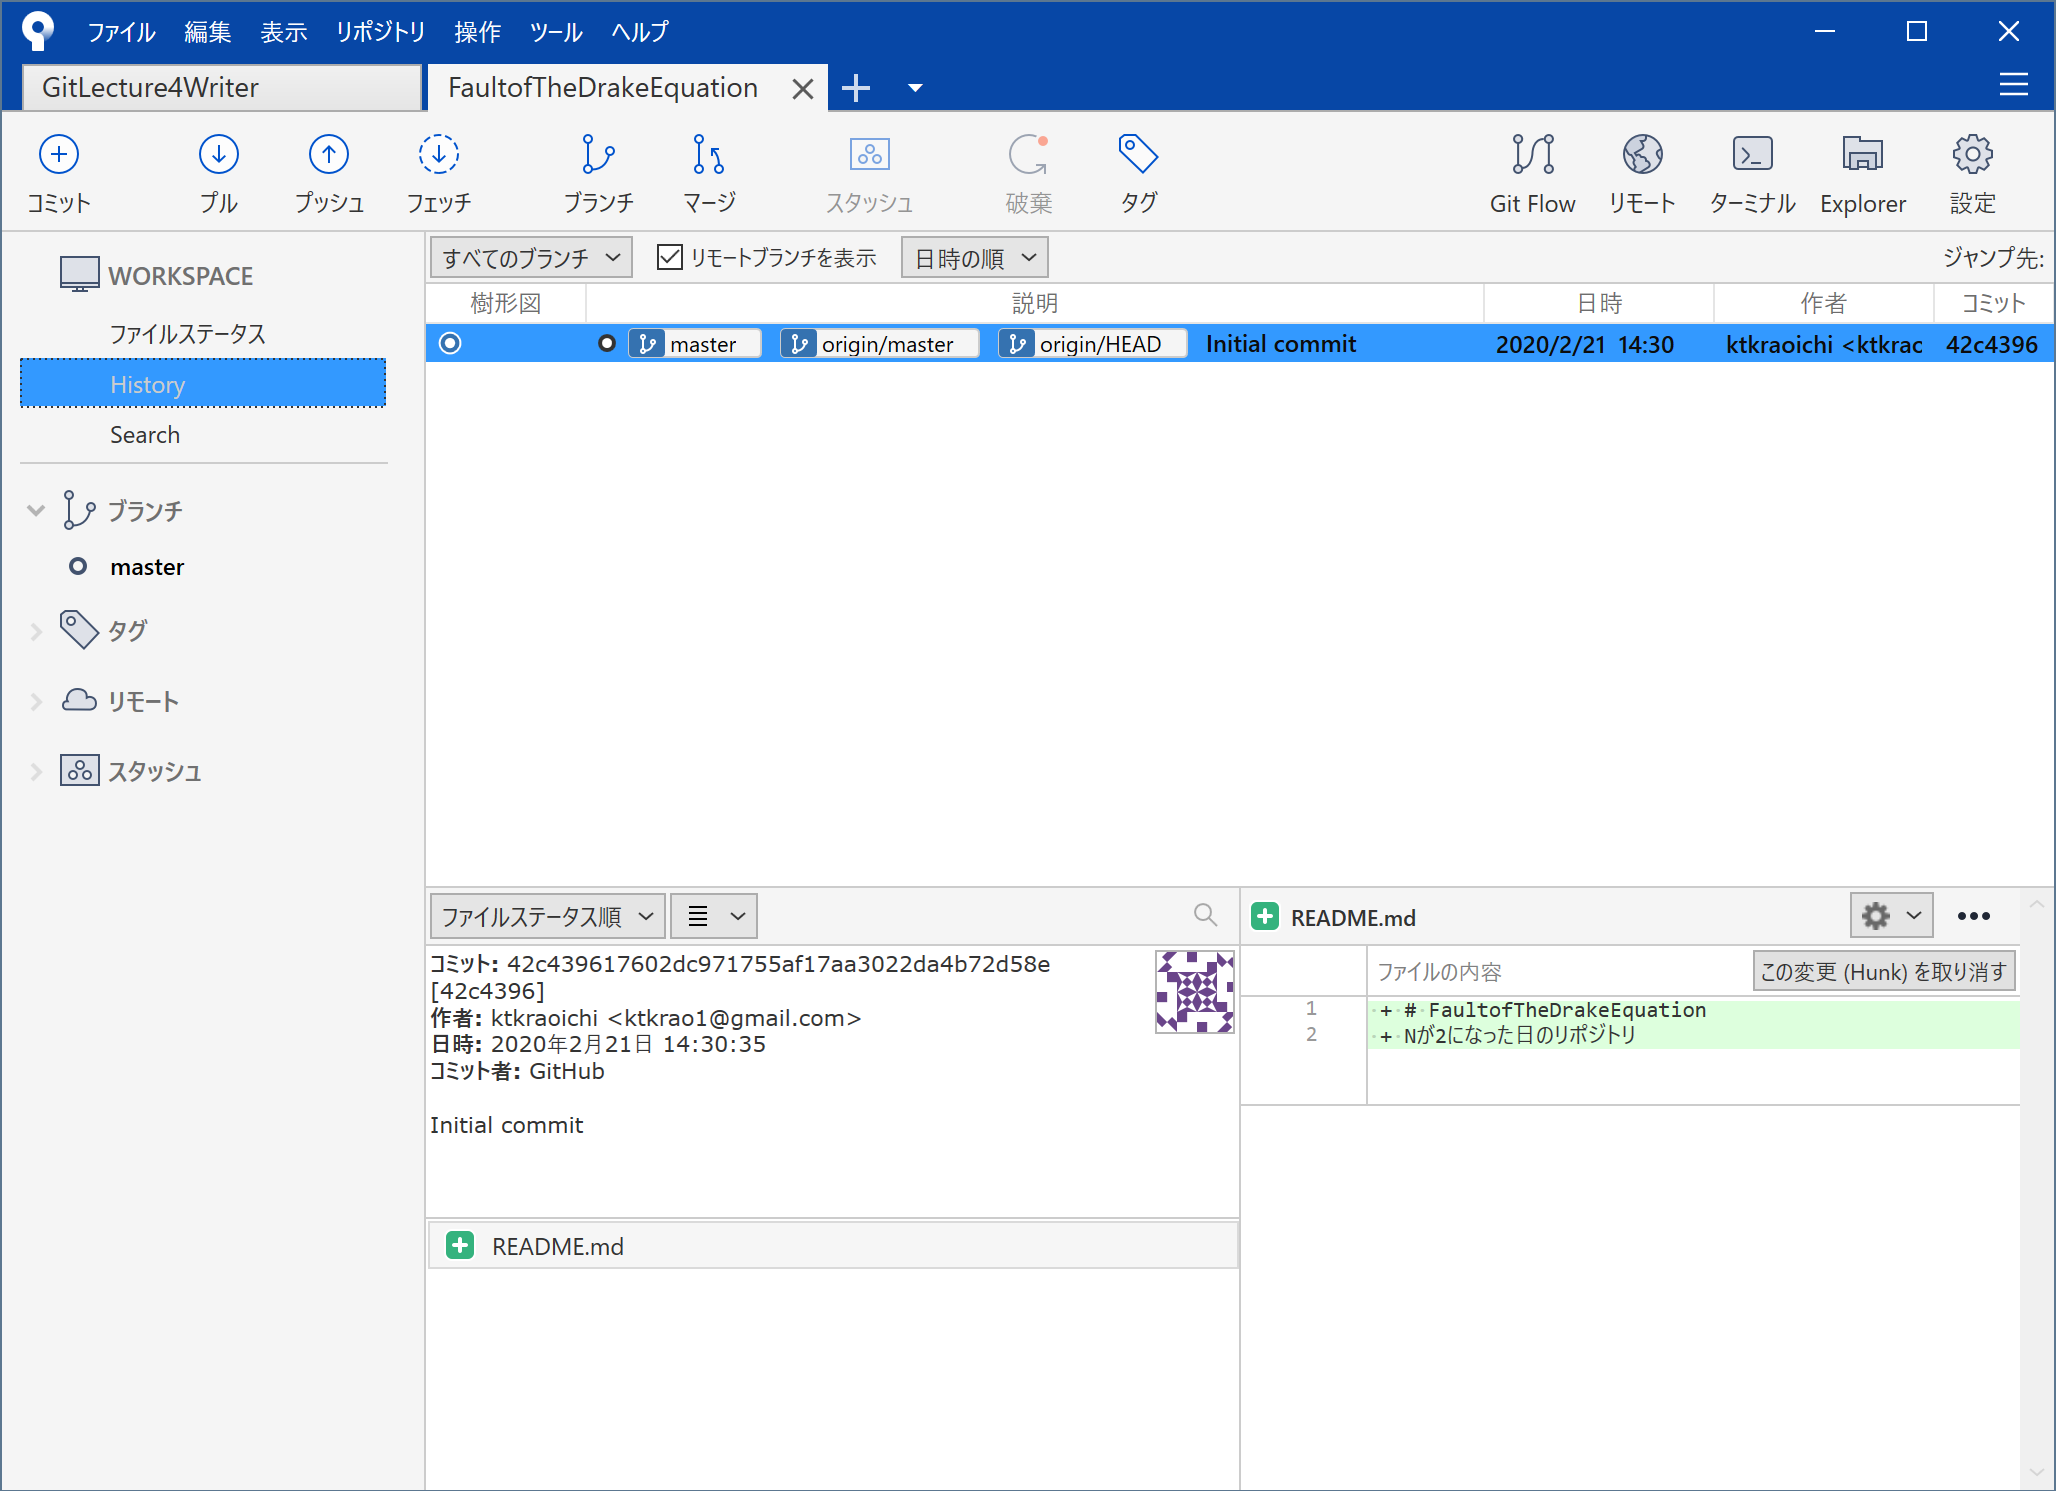 ファイル 編集 表示 リポジトリ 操作 ツール ヘルプ
GitLecture4Writer FaultofTheDrakeEquation
コミット プル プッシュ フェッチ ブランチ マージ スタッシュ 破棄 タグ Git Flow リモート ターミナル Explorer 設定
WORKSPACE
ファイルステータス
History
Search
ブランチ
master
タグ
リモート
スタッシュ
すべてのブランチ リモートブランチを表示 日時の順 ジャンプ先:
樹形図 説明 日時 作者 コミット
master origin/master origin/HEAD Initial commit 2020/2/21 14:30 ktkraoichi <ktkrac 42c4396
ファイルステータス順
コミット: 42c439617602dc971755af17aa3022da4b72d58e
[42c4396]
作者: ktkraoichi <ktkrao1@gmail.com>
日時: 2020年2月21日 14:30:35
コミット者: GitHub
Initial commit
README.md
README.md
ファイルの内容 この変更 (Hunk) を取り消す
1 + # FaultofTheDrakeEquation
2 + Nが2になった日のリポジトリ